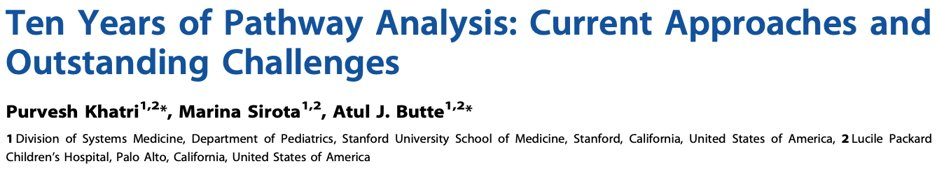 Ten Years of Pathway Analysis: Current Approaches and
Outstanding Challenges
Purvesh Khatri1,2*, Marina Sirota1,2, Atul J. Butte1,2*
1 Division of Systems Medicine, Department of Pediatrics, Stanford University School of Medicine, Stanford, California, United States of America, 2 Lucile Packard
Children's Hospital, Palo Alto, California, United States of America